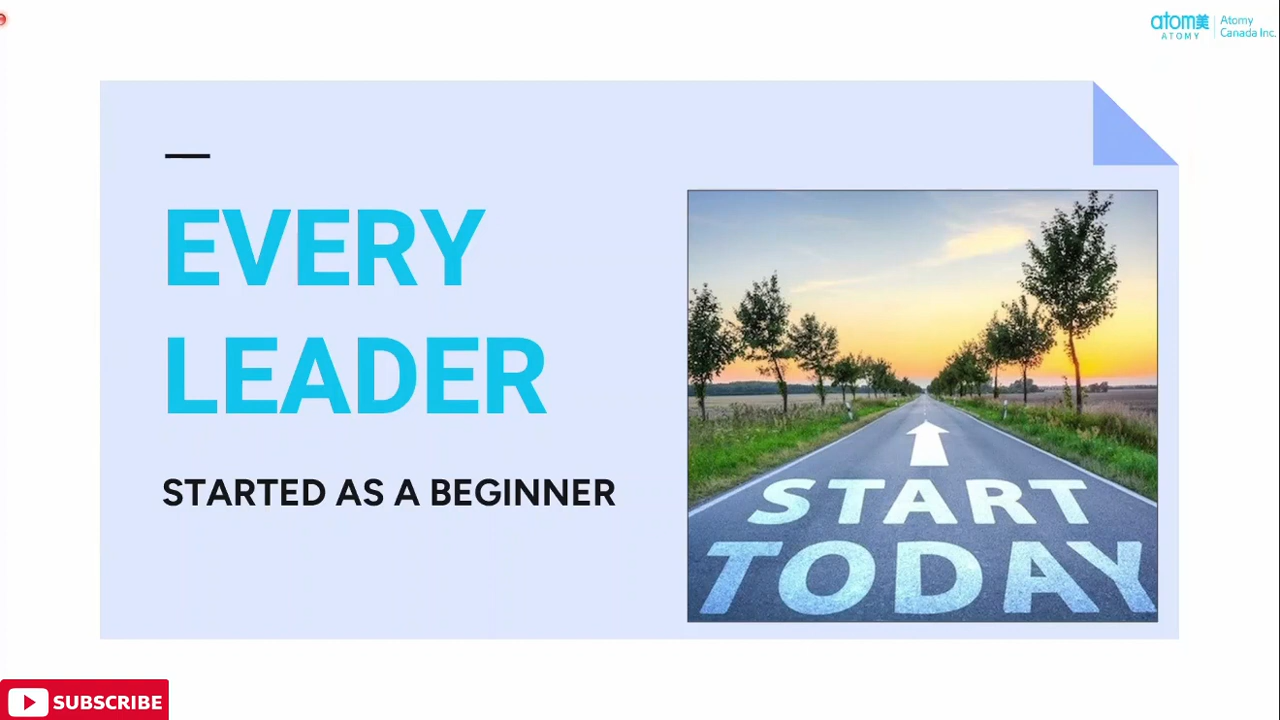 atom美
ATOMY
Atomy
Canada Inc.
EVERY
LEADER
STARTED AS A BEGINNER
START
TODAY
SUBSCRIBE